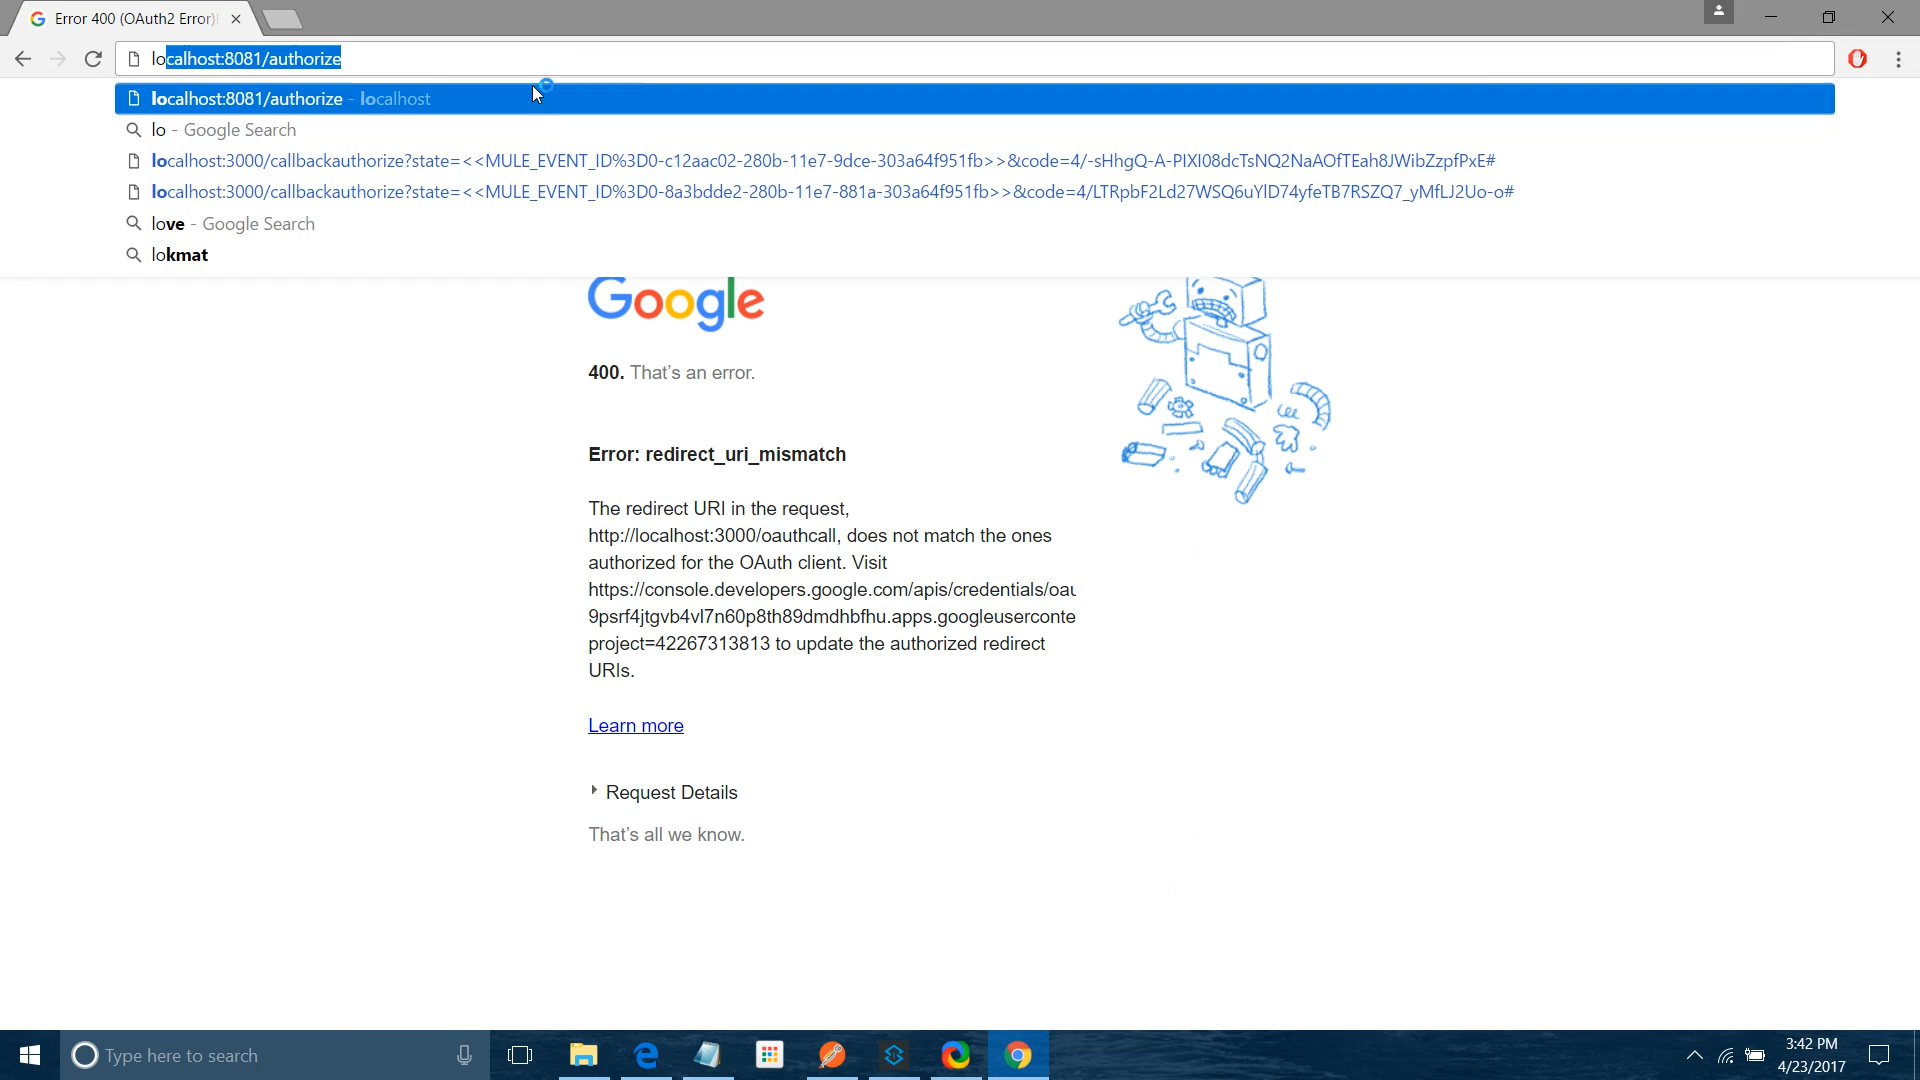 Error 400 (OAuth2 Error)!
localhost:8081/authorize
localhost:8081/authorize - localhost
lo - Google Search
localhost:3000/callbackauthorize?state=<<MULE_EVENT_ID%3D0-c12aac02-280b-11e7-9dce-303a64f951fb>>&code=4/-sHhgQ-A-PIXI08dcTsNQ2NaAOfTEah8JWibZzpfPxE#
localhost:3000/callbackauthorize?state=<<MULE_EVENT_ID%3D0-8a3bdde2-280b-11e7-881a-303a64f951fb>>&code=4/LTRpbF2Ld27WSQ6uYlD74yfeTB7RSZQ7_yMfLJ2Uo-o#
love - Google Search
lokmat
Google
400. That's an error.
Error: redirect_uri_mismatch
The redirect URI in the request,
http://localhost:3000/oauthcall, does not match the ones
authorized for the OAuth client. Visit
https://console.developers.google.com/apis/credentials/oau
9psrf4jtgvb4vl7n60p8th89dmdhbfhu.apps.googleuserconte
project=42267313813 to update the authorized redirect
URIs.
Learn more
Request Details
That's all we know.
Type here to search
3:42 PM
4/23/2017